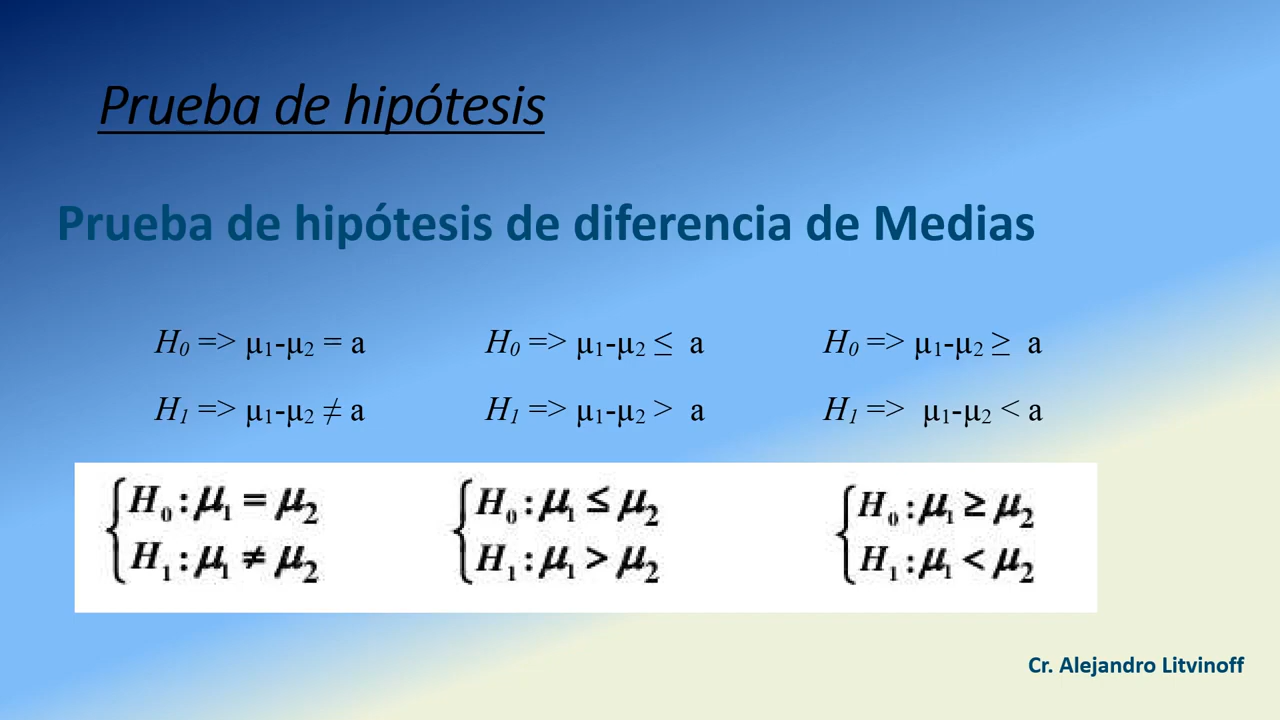 Prueba de hipótesis
Prueba de hipótesis de diferencia de Medias
H₀ => μ₁-μ₂ = a H₀ => μ₁-μ₂ ≤ a H₀ => μ₁-μ₂ ≥ a
H₁ => μ₁-μ₂ ≠ a H₁ => μ₁-μ₂ > a H₁ => μ₁-μ₂ < a
H₀ : μ₁ = μ₂ H₀ : μ₁ ≤ μ₂ H₀ : μ₁ ≥ μ₂
H₁ : μ₁ ≠ μ₂ H₁ : μ₁ > μ₂ H₁ : μ₁ < μ₂
Cr. Alejandro Litvinoff